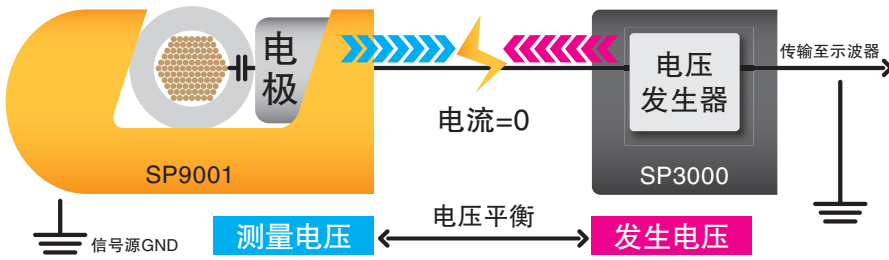 电
极
SP9001
信号源GND
电流=0
电压
发生器
SP3000
传输至示波器
测量电压
电压平衡
发生电压